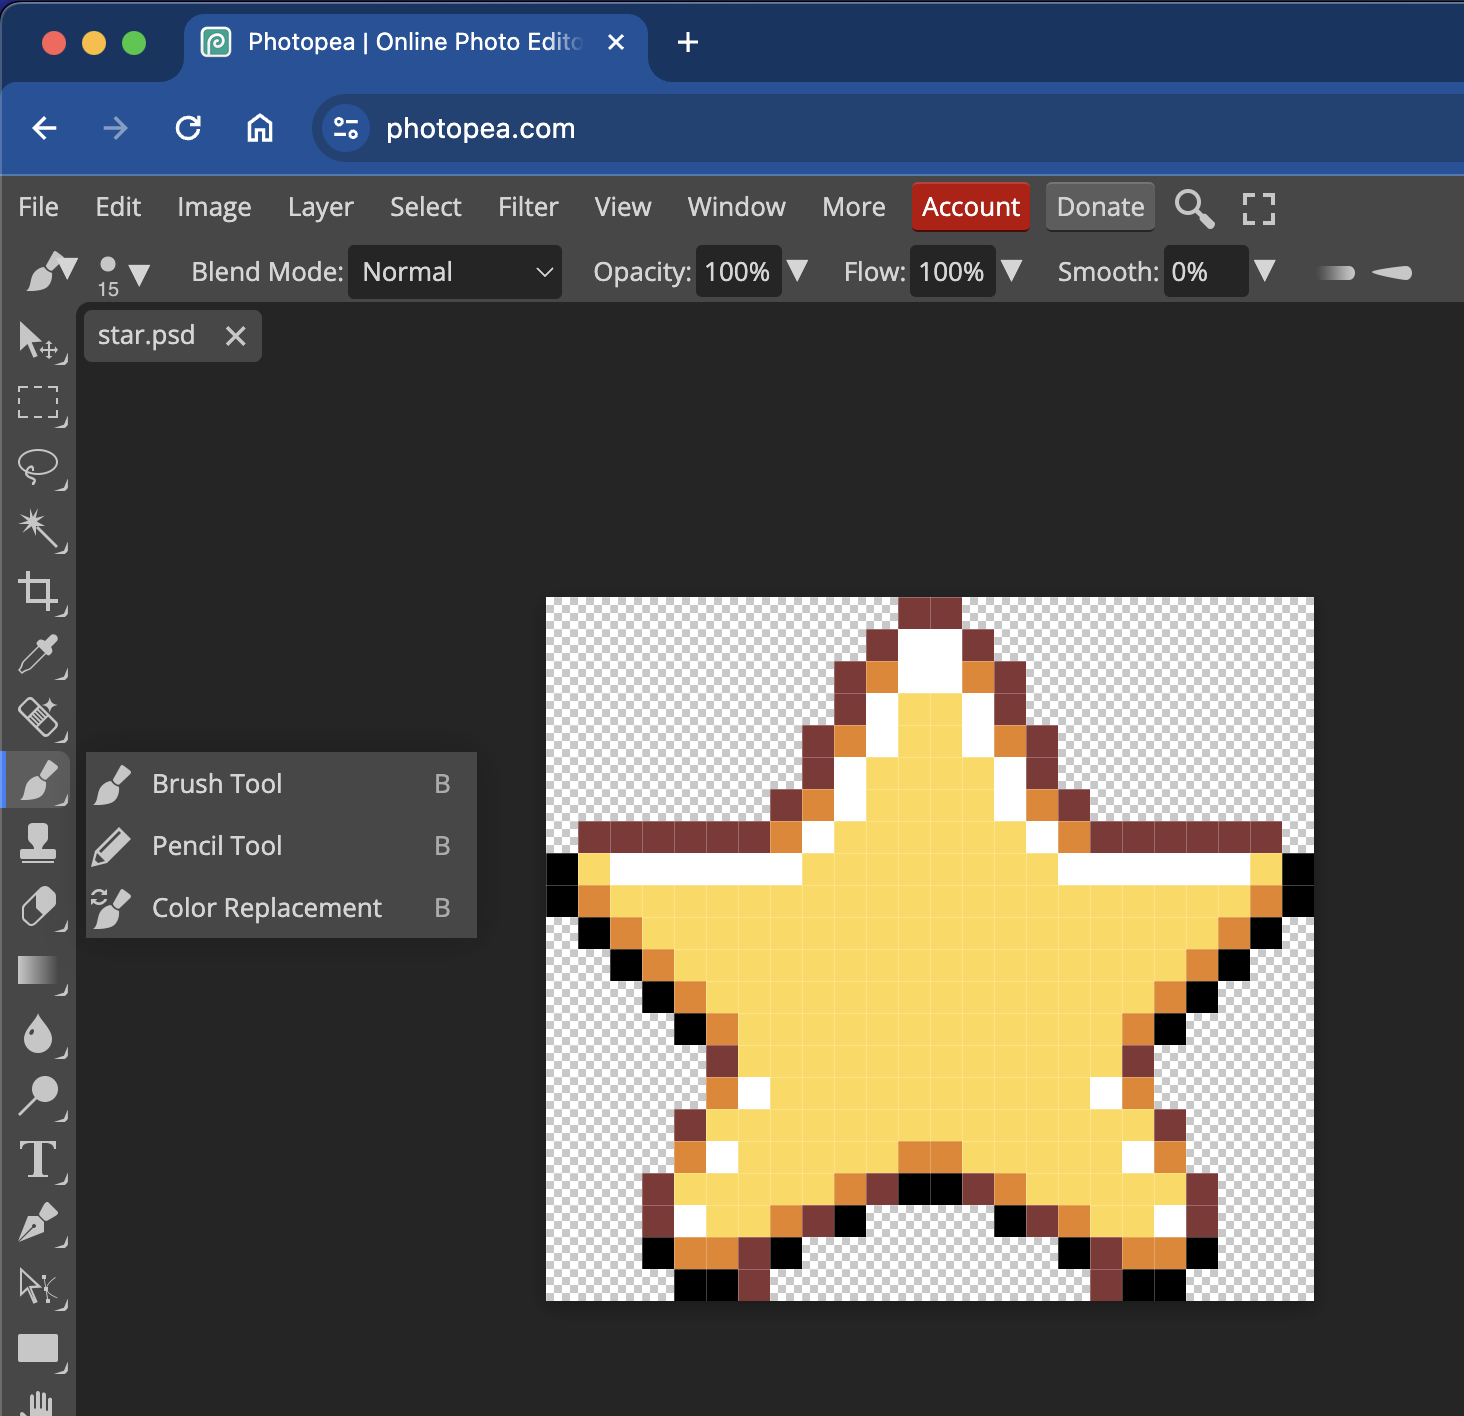 Photopea | Online Photo Edito
photopea.com
File Edit Image Layer Select Filter View Window More Account Donate
15 Blend Mode: Normal Opacity: 100% Flow: 100% Smooth: 0%
star.psd
Brush Tool B
Pencil Tool B
Color Replacement B
T